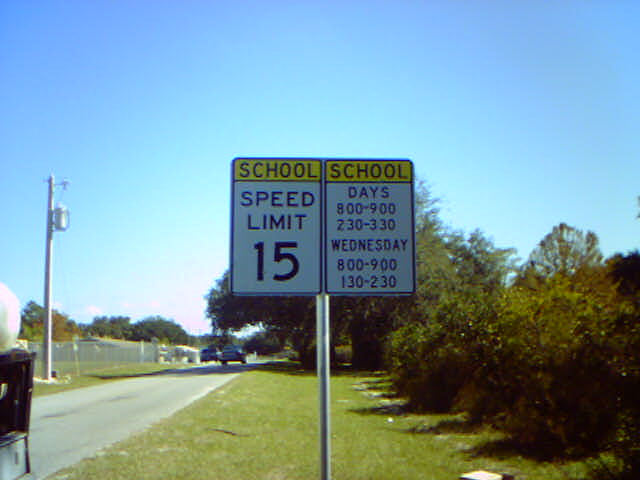 SCHOOL
SPEED
LIMIT
15
SCHOOL
DAYS
800-900
230-330
WEDNESDAY
800-900
130-230